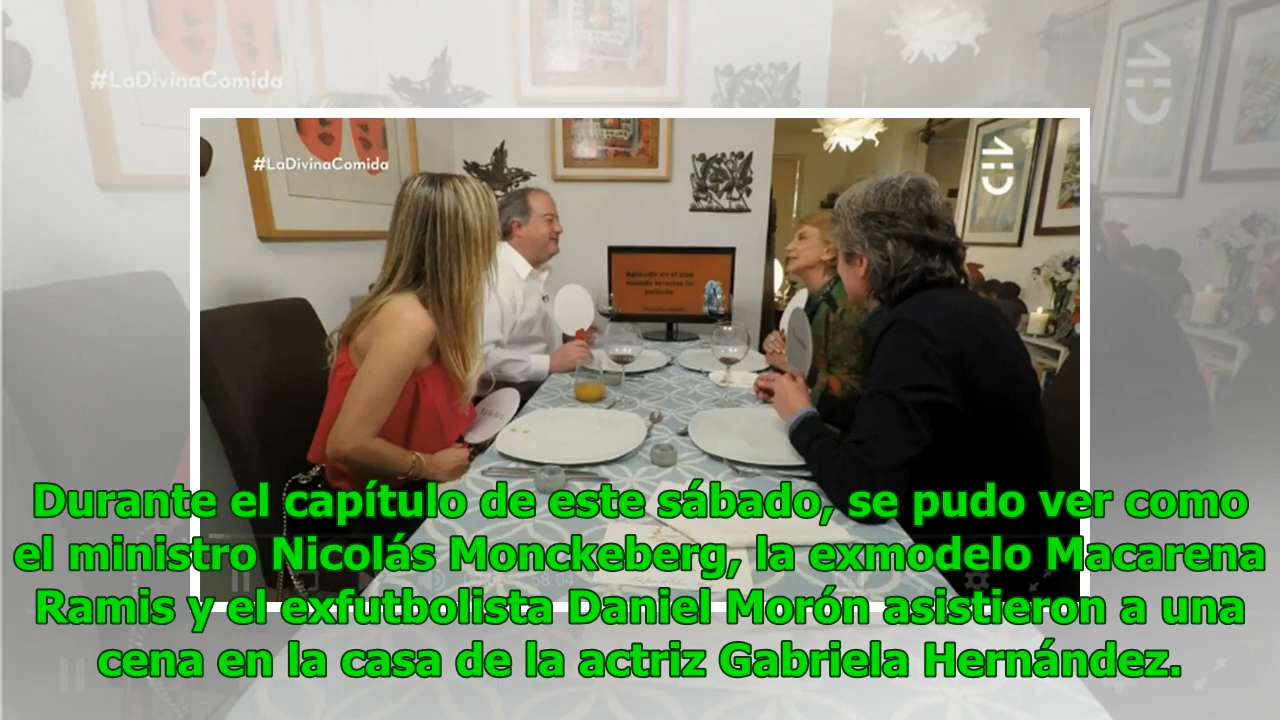 #LaDivinaComida
#LaDivinaComida
Durante el capítulo de este sábado, se pudo ver como
el ministro Nicolás Monckeberg, la exmodelo Macarena
Ramis y el exfutbolista Daniel Morón asistieron a una
cena en la casa de la actriz Gabriela Hernández.